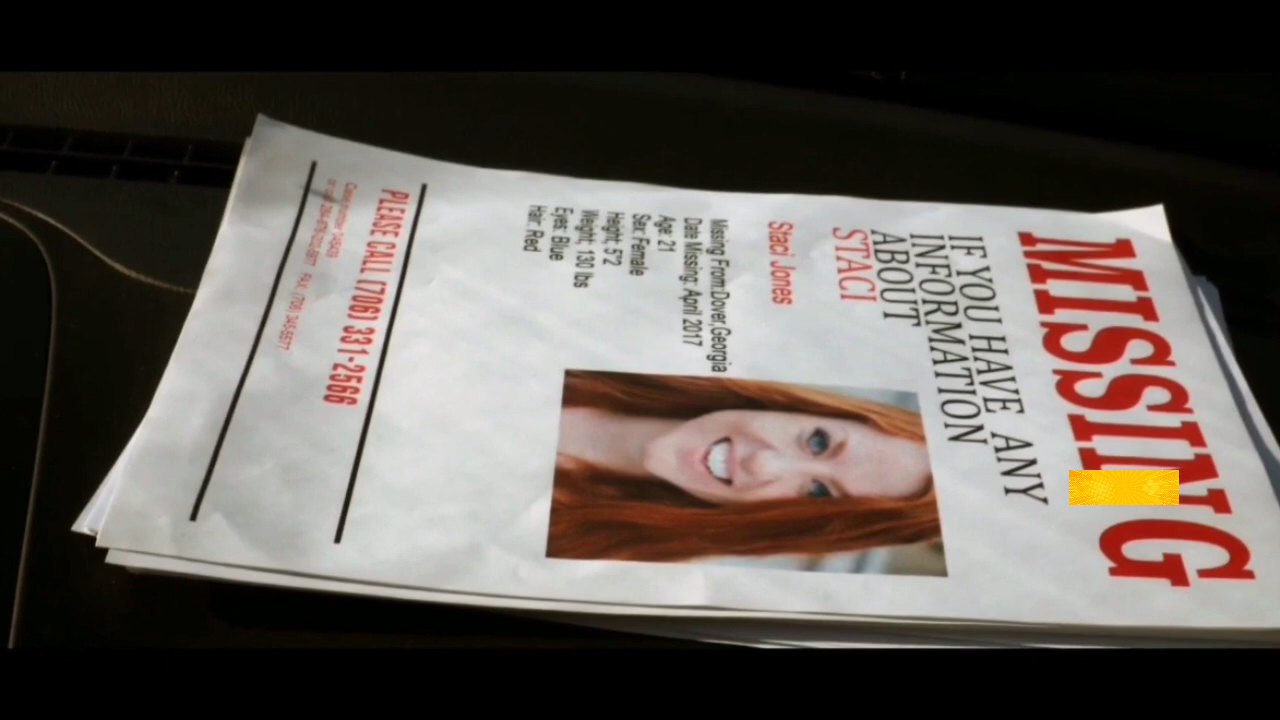 MISSING
IF YOU HAVE ANY
INFORMATION
ABOUT
STACI
Staci Jones
Missing From:Dover,Georgia
Date Missing: April 2017
Age: 21
Sex: Female
Height: 5'2
Weight: 130 lbs
Eyes: Blue
Hair: Red
PLEASE CALL (706) 331-2566